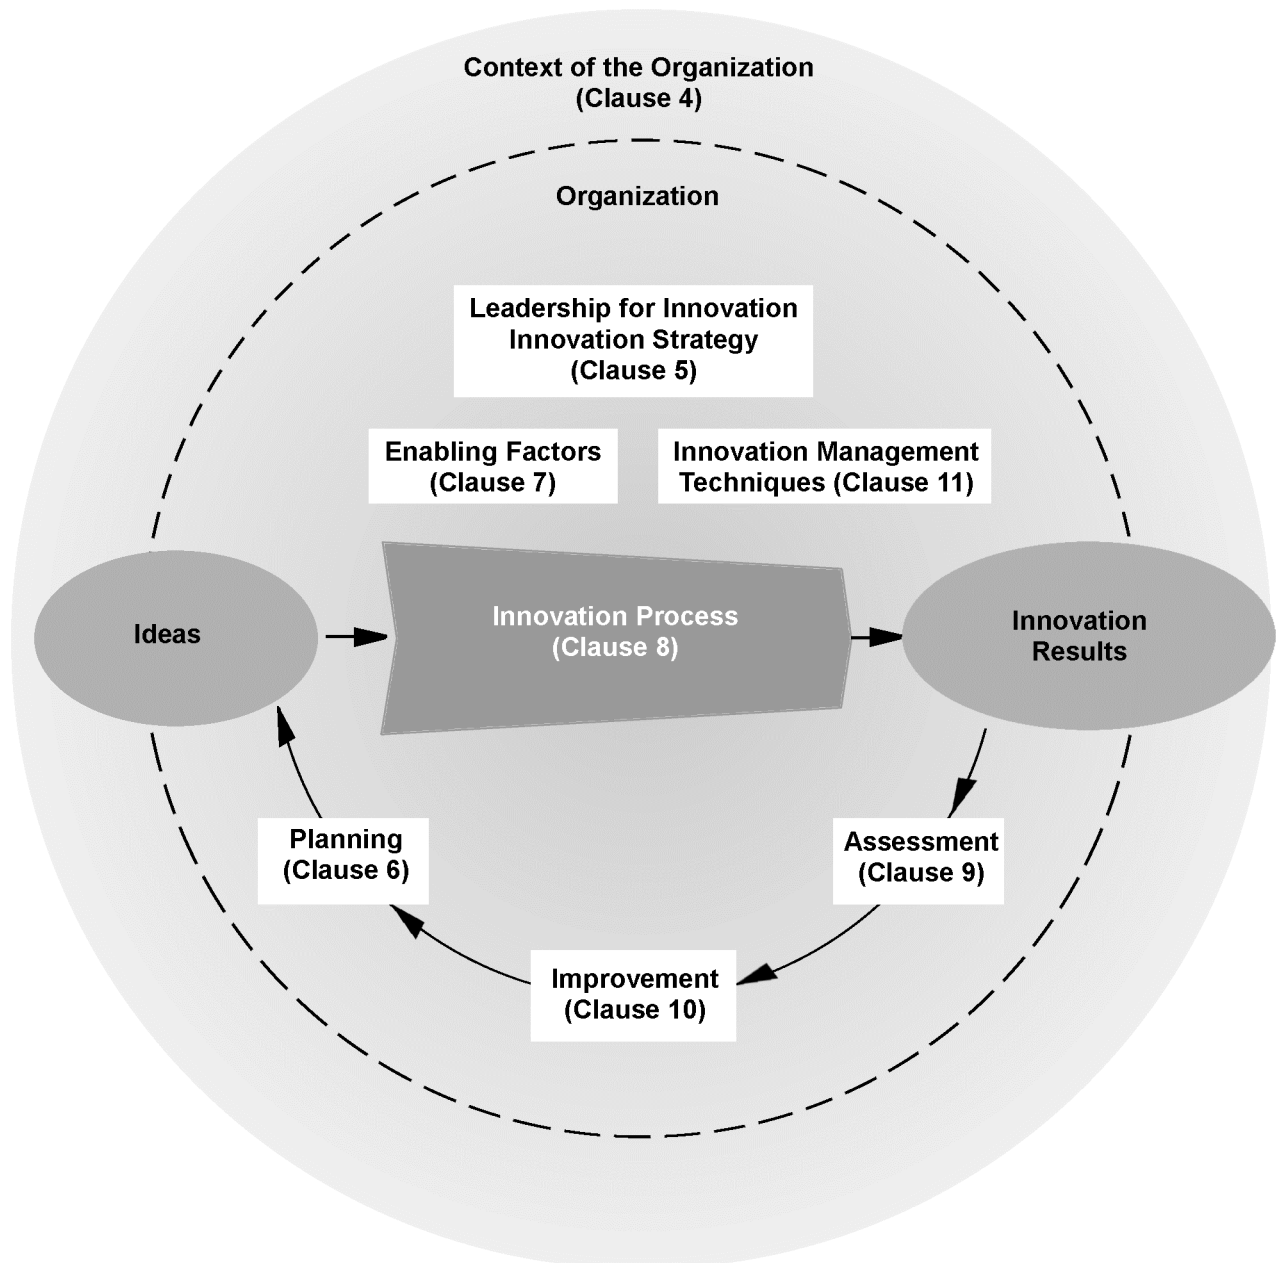 Context of the Organization
(Clause 4)
Organization
Leadership for Innovation
Innovation Strategy
(Clause 5)
Enabling Factors
(Clause 7)
Innovation Management
Techniques (Clause 11)
Ideas
Innovation Process
(Clause 8)
Innovation
Results
Planning
(Clause 6)
Assessment
(Clause 9)
Improvement
(Clause 10)